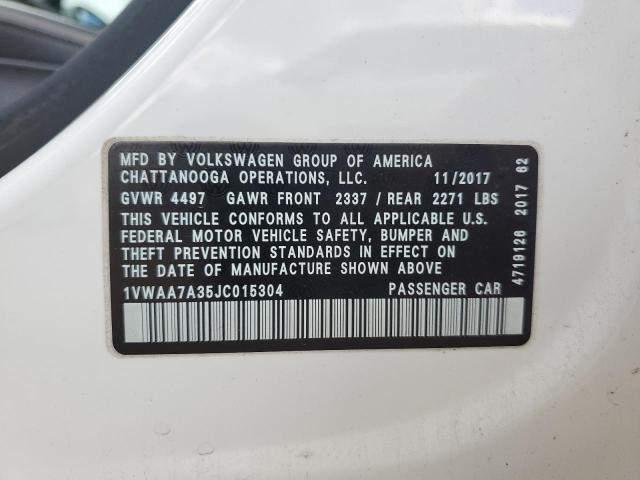 MFD BY VOLKSWAGEN GROUP OF AMERICA
CHATTANOOGA OPERATIONS, LLC. 11/2017
GVWR 4497 GAWR FRONT 2337 / REAR 2271 LBS
THIS VEHICLE CONFORMS TO ALL APPLICABLE U.S.
FEDERAL MOTOR VEHICLE SAFETY, BUMPER AND
THEFT PREVENTION STANDARDS IN EFFECT ON
THE DATE OF MANUFACTURE SHOWN ABOVE
1VWAA7A35JC015304 PASSENGER CAR
4719126 2017 62